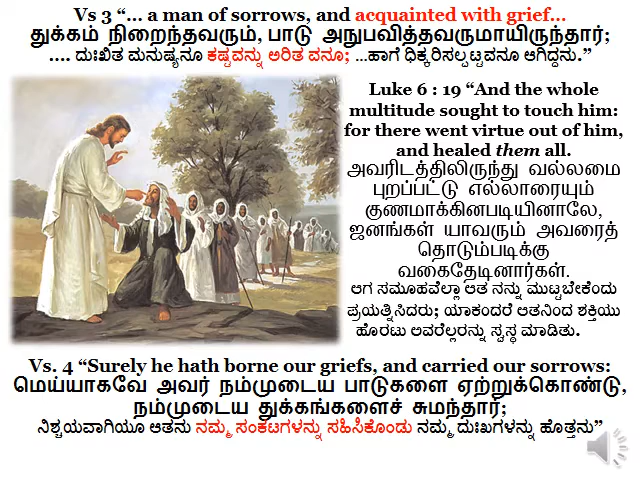 Vs 3 “… a man of sorrows, and acquainted with grief…
துக்கம் நிறைந்தவரும், பாடு அநுபவித்தவருமாயிருந்தார்;
.... ದುಃಖಿತ ಮನುಷ್ಯನೂ ಕಷ್ಟವನ್ನು ಅರಿತ ವನೂ; ...ಹಾಗೆ ಧಿಕ್ಕರಿಸಲ್ಪಟ್ಟವನೂ ಆಗಿದ್ದನು.”
Luke 6 : 19 “And the whole
multitude sought to touch him:
for there went virtue out of him,
and healed them all.
அவரிடத்திலிருந்து வல்லமை
புறப்பட்டு எல்லாரையும்
குணமாக்கினபடியினாலே,
ஜனங்கள் யாவரும் அவரைத்
தொடும்படிக்கு
வகைதேடினார்கள்.
ಆಗ ಸಮೂಹವೆಲ್ಲಾ ಆತ ನನ್ನು ಮುಟ್ಟಬೇಕೆಂದು
ಪ್ರಯತ್ನಿಸಿದರು; ಯಾಕಂದರೆ ಆತನಿಂದ ಶಕ್ತಿಯು
ಹೊರಟು ಅವರೆಲ್ಲರನ್ನು ಸ್ವಸ್ಥ ಮಾಡಿತು.
Vs. 4 “Surely he hath borne our griefs, and carried our sorrows:
மெய்யாகவே அவர் நம்முடைய பாடுகளை ஏற்றுக்கொண்டு,
நம்முடைய துக்கங்களைச் சுமந்தார்;
ನಿಶ್ಚಯವಾಗಿಯೂ ಆತನು ನಮ್ಮ ಸಂಕಟಗಳನ್ನು ಸಹಿಸಿಕೊಂಡು ನಮ್ಮ ದುಃಖಗಳನ್ನು ಹೊತ್ತನು”